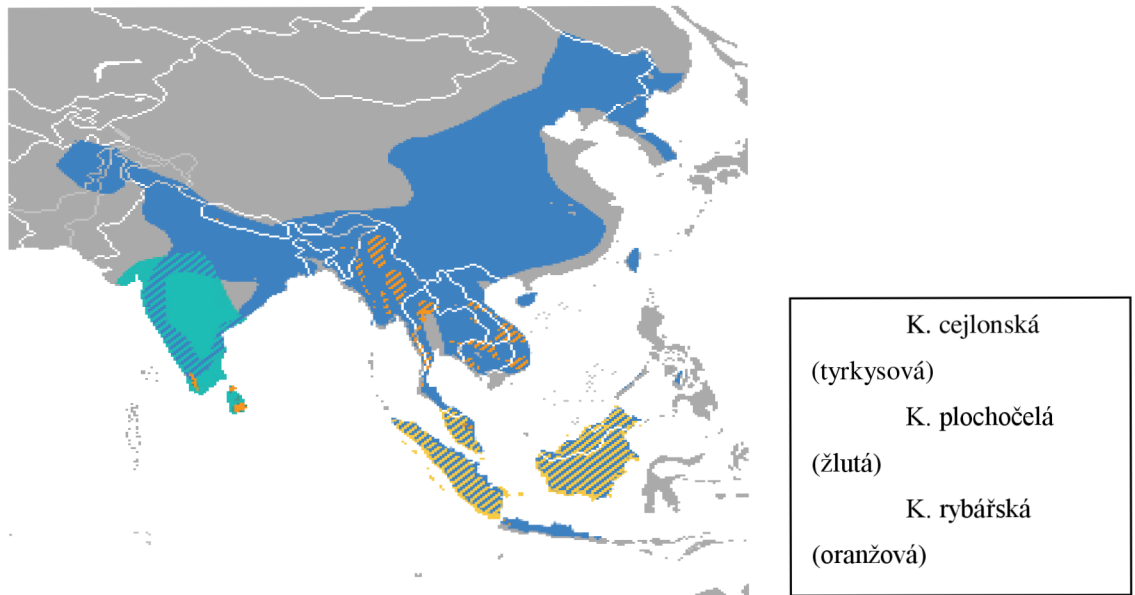 K. cejlonská
(tyrkysová)
K. plochočelá
(žlutá)
K. rybářská
(oranžová)